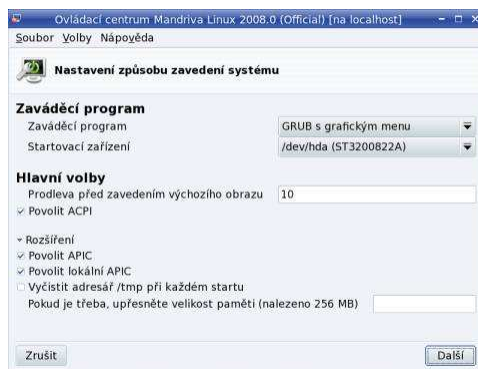 Ovládací centrum Mandriva Linux 2008.0 (Official) [na localhost]
Soubor Volby Nápověda
Nastavení způsobu zavedení systému
Zaváděcí program
Zaváděcí program GRUB s grafickým menu
Startovací zařízení /dev/hda (ST3200822A)
Hlavní volby
Prodleva před zavedením výchozího obrazu 10
Povolit ACPI
Rozšíření
Povolit APIC
Povolit lokální APIC
Vyčistit adresář /tmp při každém startu
Pokud je třeba, upřesněte velikost paměti (nalezeno 256 MB)
Zrušit Další